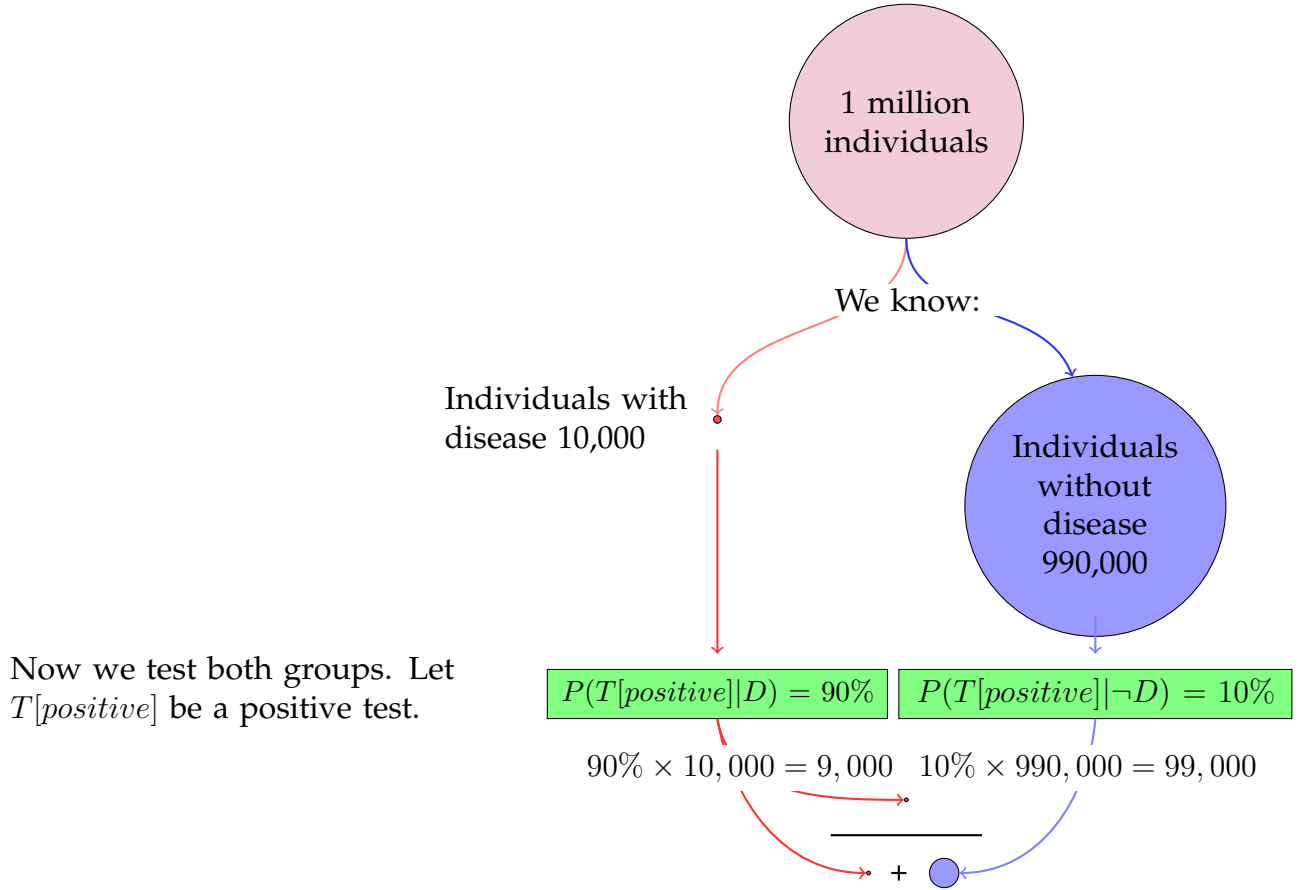 1 million
individuals
We know:
Individuals with
disease 10,000
Individuals
without
disease
990,000
Now we test both groups. Let
T[positive] be a positive test.
P(T[positive]|D) = 90%
P(T[positive]|¬D) = 10%
90% × 10,000 = 9,000
10% × 990,000 = 99,000
+